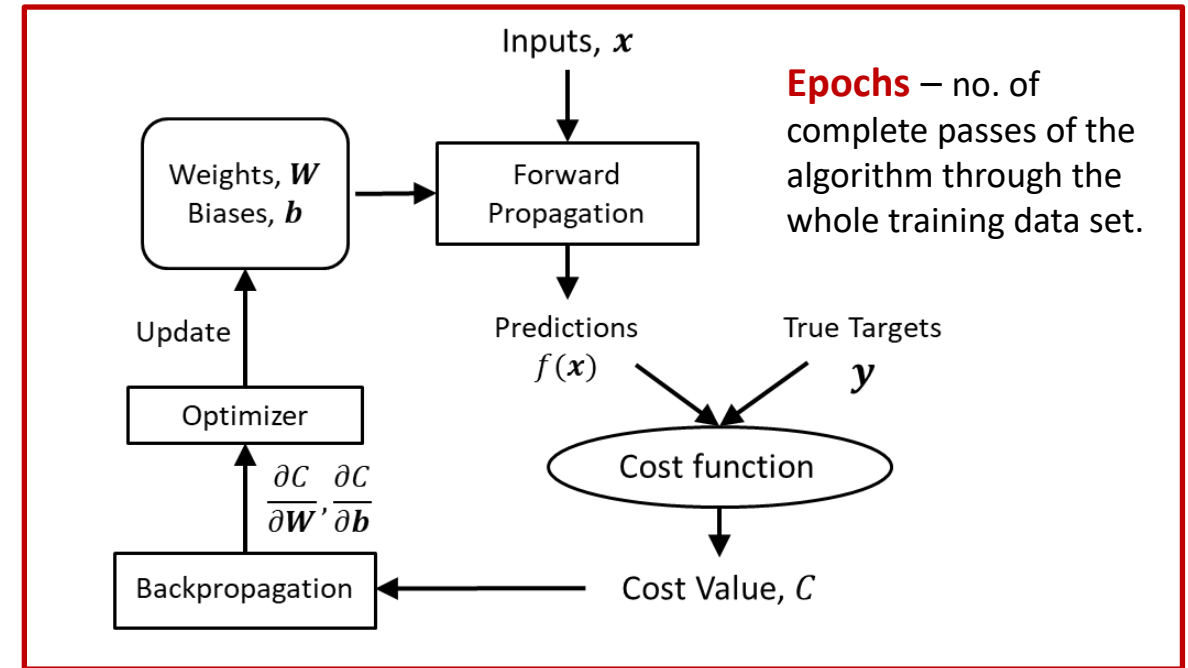 Inputs, x
Epochs – no. of
complete passes of the
algorithm through the
whole training data set.
Weights, W
Biases, b
Forward
Propagation
Update
Predictions
f(x)
True Targets
y
Optimizer
Cost function
∂C/∂W, ∂C/∂b
Backpropagation
Cost Value, C